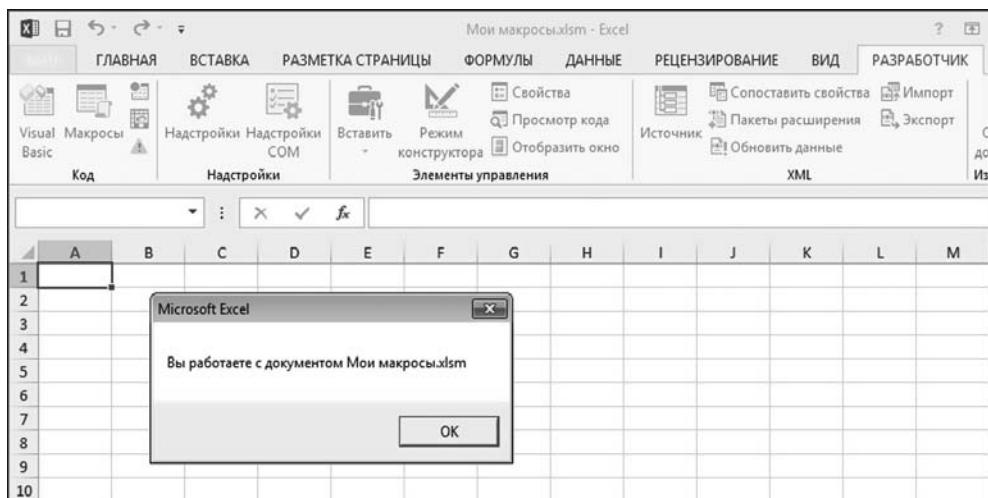 Мои макросы.xlsm - Excel
?
ГЛАВНАЯ ВСТАВКА РАЗМЕТКА СТРАНИЦЫ ФОРМУЛЫ ДАННЫЕ РЕЦЕНЗИРОВАНИЕ ВИД РАЗРАБОТЧИК
Visual Basic
Макросы
Код
Надстройки
Надстройки COM
Надстройки
Вставить
Режим конструктора
Свойства
Просмотр кода
Отобразить окно
Элементы управления
Источник
Сопоставить свойства
Пакеты расширения
Обновить данные
Импорт
Экспорт
XML
Из
fx
A B C D E F G H I J K L M
1
2
3
4
5
6
7
8
9
10
Microsoft Excel
Вы работаете с документом Мои макросы.xlsm
OK